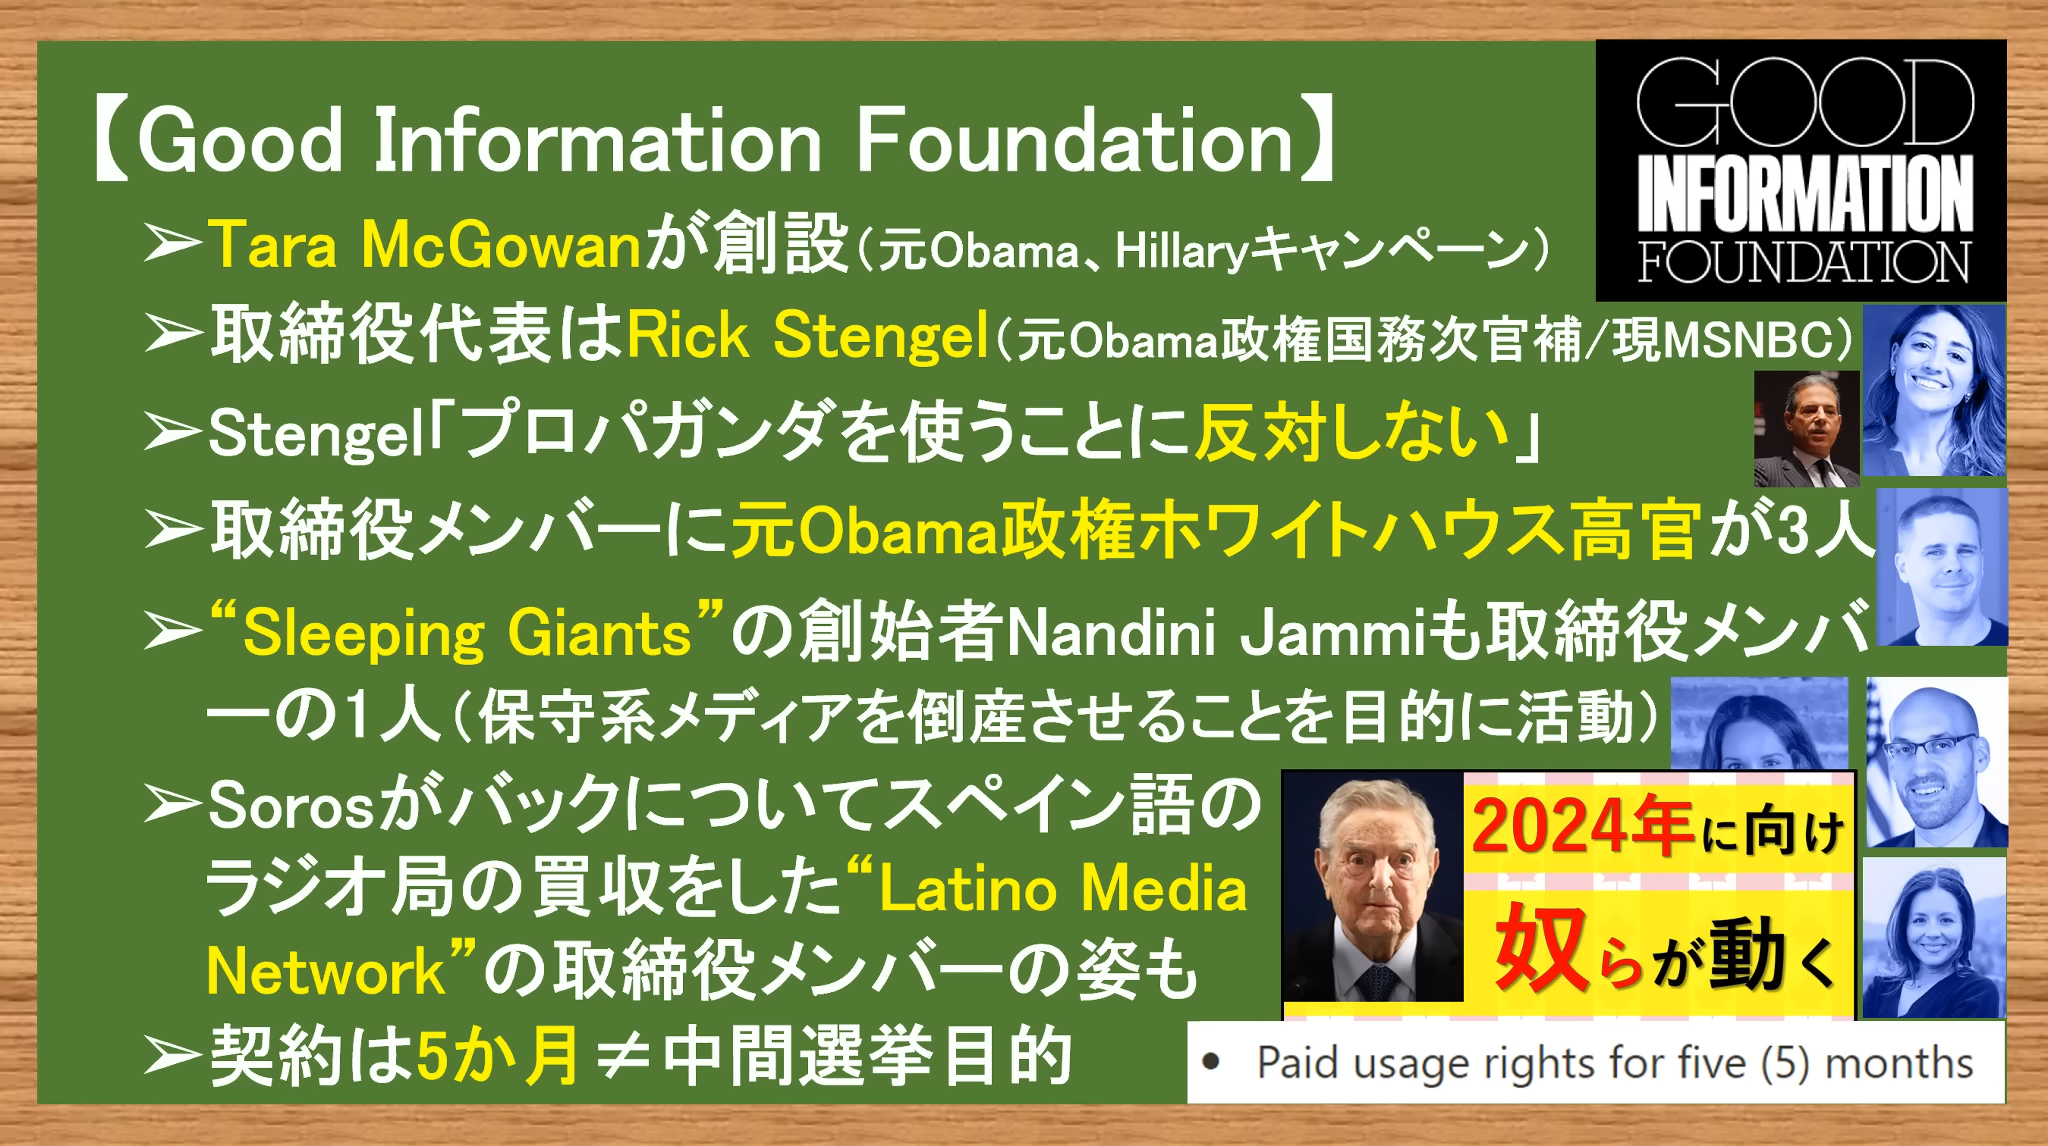 【Good Information Foundation】
GOOD
INFORMATION
FOUNDATION
➢Tara McGowanが創設（元Obama、Hillaryキャンペーン）
➢取締役代表はRick Stengel（元Obama政権国務次官補/現MSNBC）
➢Stengel「プロパガンダを使うことに反対しない」
➢取締役メンバーに元Obama政権ホワイトハウス高官が3人
➢“Sleeping Giants”の創始者Nandini Jammiも取締役メンバ
ーの1人（保守系メディアを倒産させることを目的に活動）
➢Sorosがバックについてスペイン語の
ラジオ局の買収をした“Latino Media
Network”の取締役メンバーの姿も
➢契約は5か月≠中間選挙目的
2024年に向け
奴らが動く
• Paid usage rights for five (5) months